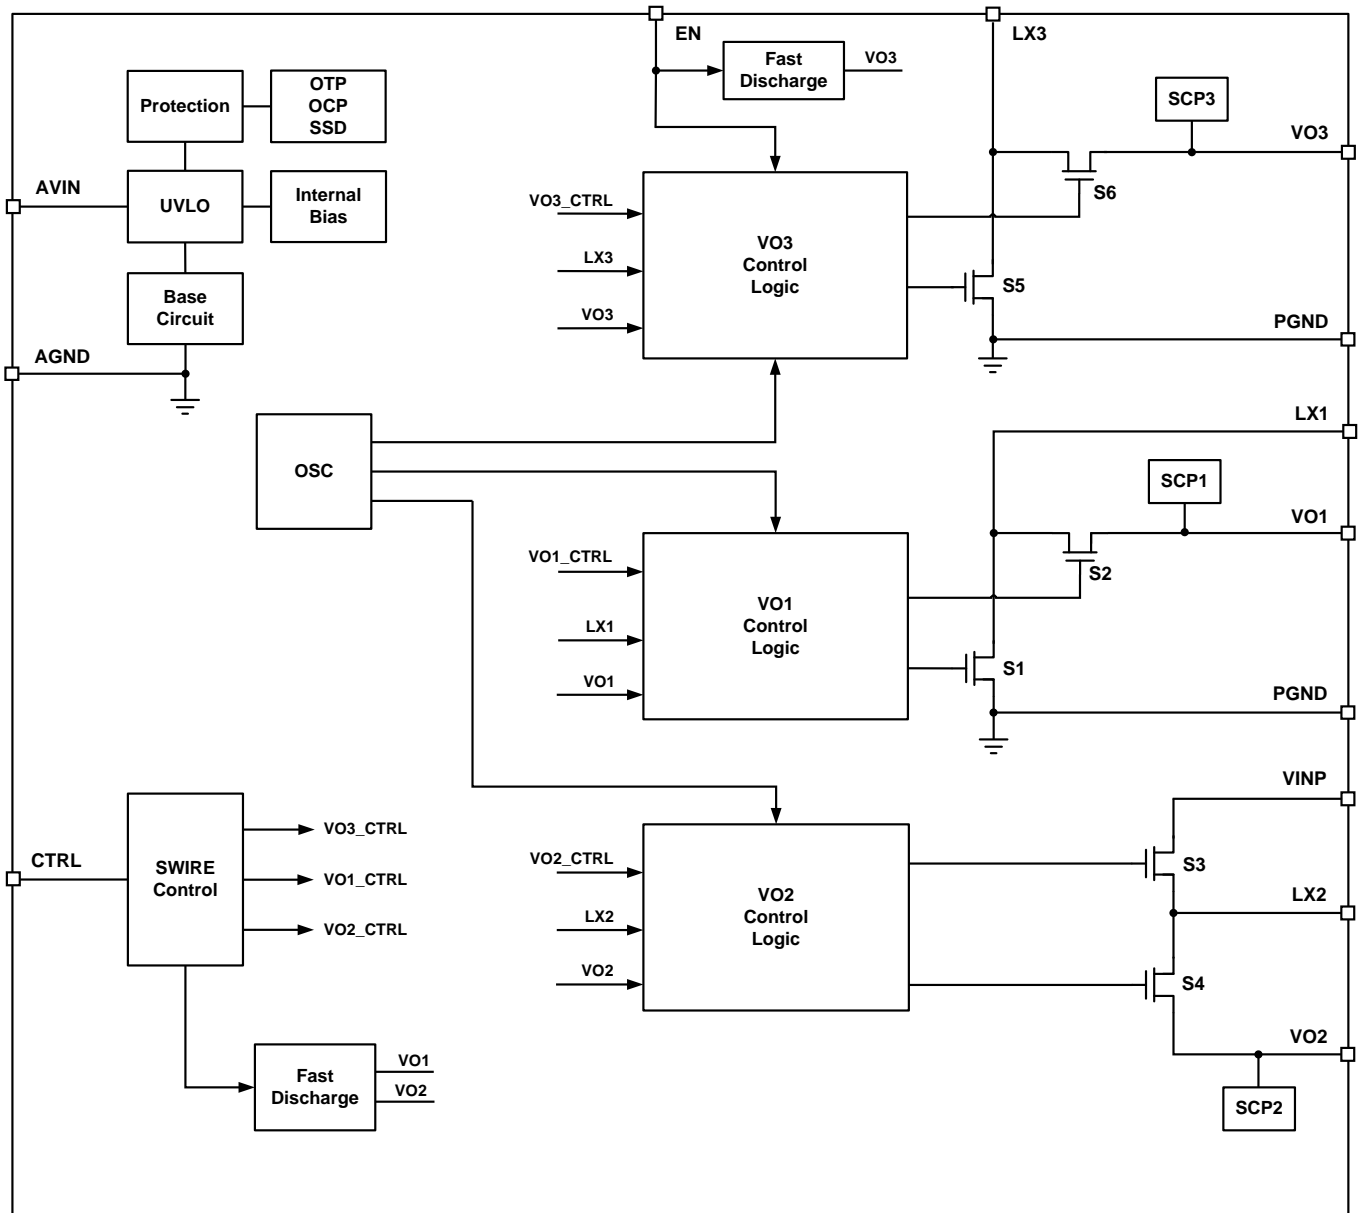 EN
LX3
Fast
Discharge
VO3
Protection
OTP
OCP
SSD
SCP3
VO3
AVIN
UVLO
Internal
Bias
S6
VO3_CTRL
LX3
VO3
VO3
Control
Logic
S5
Base
Circuit
PGND
AGND
LX1
OSC
SCP1
VO1
VO1_CTRL
LX1
VO1
VO1
Control
Logic
S2
S1
PGND
VINP
CTRL
SWIRE
Control
VO3_CTRL
VO1_CTRL
VO2_CTRL
VO2_CTRL
LX2
VO2
VO2
Control
Logic
S3
LX2
S4
VO2
Fast
Discharge
VO1
VO2
SCP2